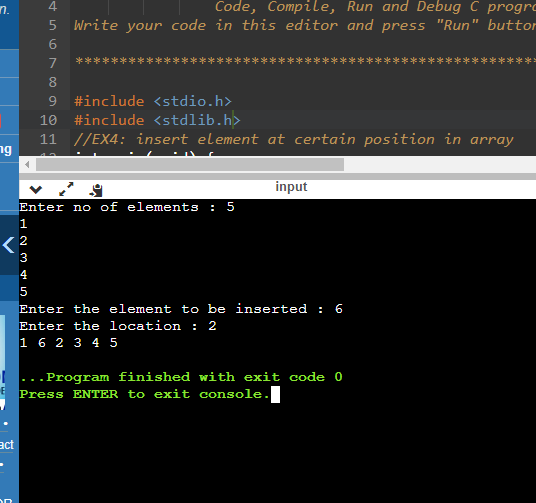 n.
4 Code, Compile, Run and Debug C progra
5 Write your code in this editor and press "Run" button
6
7 *****************************************************
8
9 #include <stdio.h>
10 #include <stdlib.h>
11 //EX4: insert element at certain position in array
ng
input
Enter no of elements : 5
1
2
3
4
5
Enter the element to be inserted : 6
Enter the location : 2
1 6 2 3 4 5
...Program finished with exit code 0
Press ENTER to exit console.
act